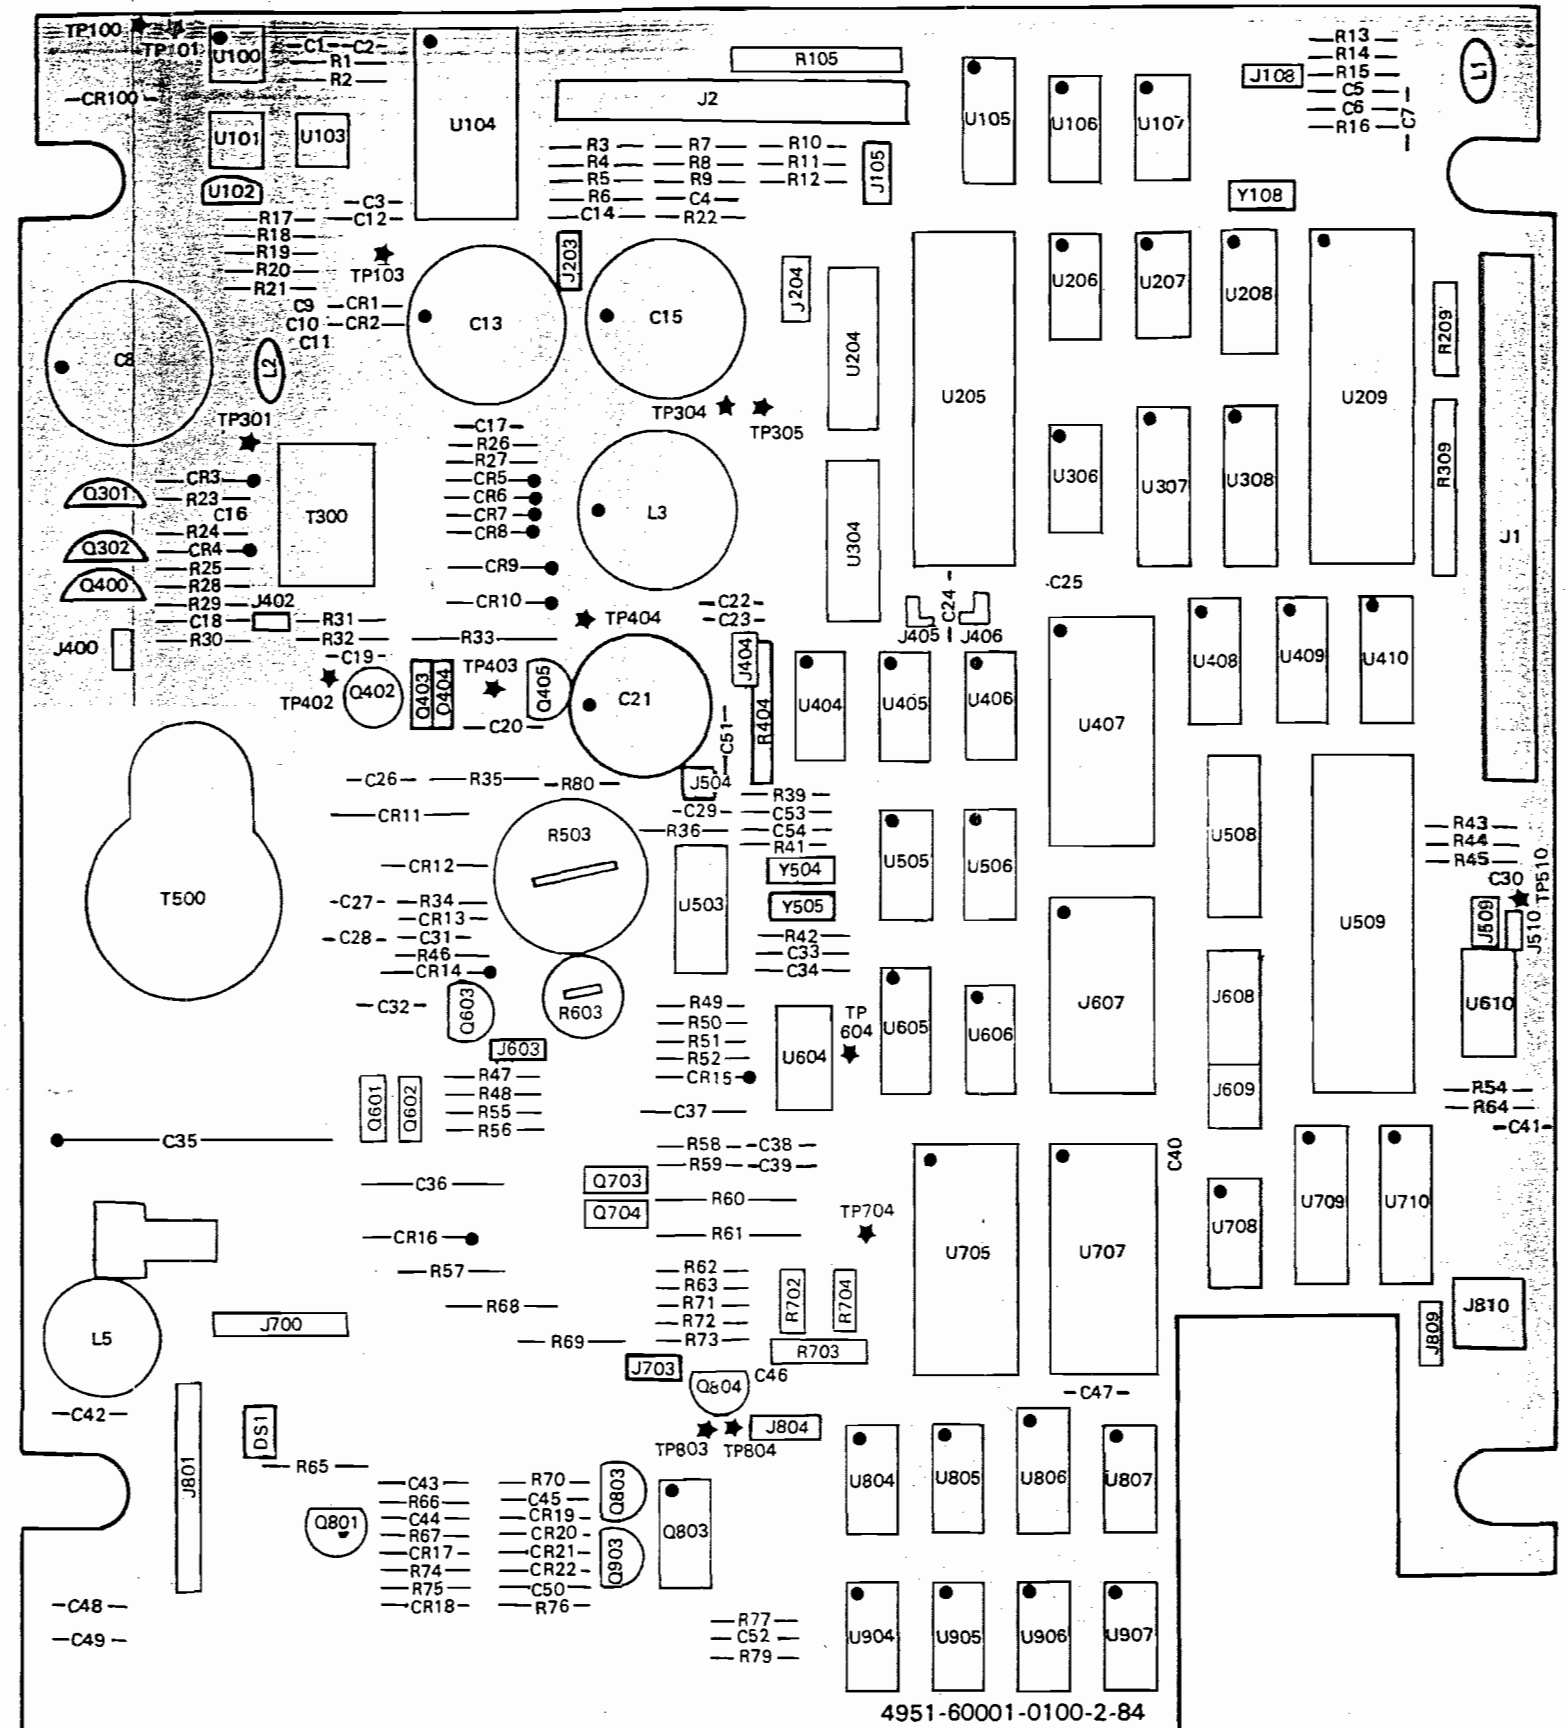 TP100
TP101
U100
C1 C2
R1
R2
CR100
U101
U103
U102
U104
R105
J2
R3 R7 R10
R4 R8 R11
R5 R9 R12
R6 C4
C14 R22
J105
U105
U106
U107
J108
Y108
R13
R14
R15
C5
C6
R16
C7
L1
C3
C12
R17
R18
R19
R20
R21
TP103
C9 CR1
C10 CR2
C11
C8
L2
C13
J203
C15
J204
U204
U205
U206
U207
U208
U209
R209
J1
TP301
TP304
TP305
C17
R26
R27
CR5
CR6
CR7
CR8
CR9
CR10
L3
U304
U306
U307
U308
R309
Q301
CR3
R23
C16
R24
Q302
CR4
R25
Q400
R28
R29
C18
R30
T300
J402
J400
R31
R32
R33
C19
TP402
Q402
Q403
Q404
TP403
Q405
TP404
C20
C21
C22
C23
J404
R404
C51
J504
C24
C25
J405
J406
U404
U405
U406
U407
U408
U409
U410
T500
C26
R35
R80
CR11
R503
C29
R36
R39
C53
C54
R41
Y504
Y505
R42
C33
C34
U503
U505
U506
U508
U509
R43
R44
R45
C30
TP510
J509
J510
U610
CR12
C27
R34
CR13
C28
C31
R46
CR14
C32
Q603
R603
J603
R47
R48
R55
R56
Q601
Q602
R49
R50
R51
R52
CR15
C37
U604
TP
604
U605
U606
J607
J608
J609
R54
R64
C41
C35
C36
CR16
R57
R68
R69
R58 C38
R59 C39
Q703
Q704
R60
R61
TP704
R62
R63
R71
R72
R73
R702
R704
R703
U705
U707
C40
U708
U709
U710
L5
J700
J703
Q804
C46
TP803
TP804
J804
C47
J809
J810
C42
J801
DS1
R65
Q801
C43
R66
C44
R67
CR17
R74
R75
CR18
R70
C45
CR19
CR20
CR21
CR22
C50
R76
Q803
Q903
Q803
U804
U805
U806
U807
C48
C49
R77
C52
R79
U904
U905
U906
U907
4951-60001-0100-2-84